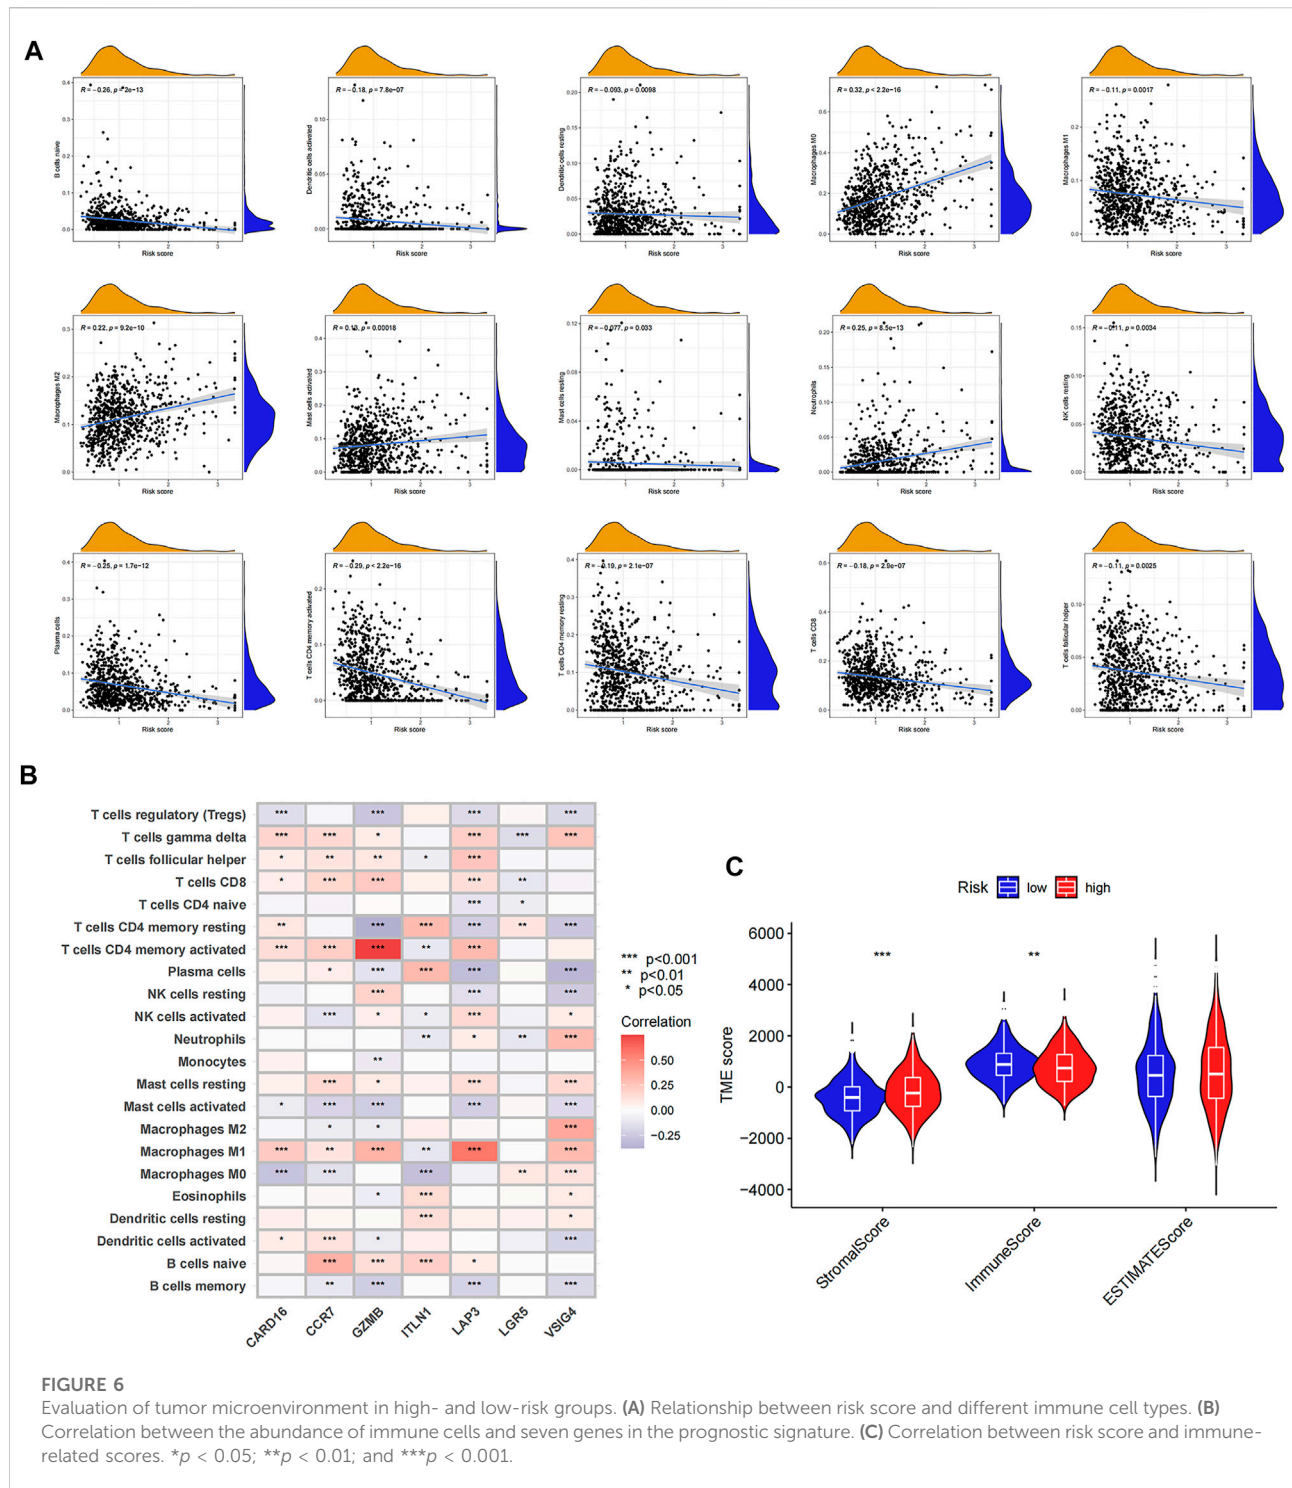 A
R = −0.26, p = 2e−13
R = −0.18, p = 7.8e−07
R = −0.093, p = 0.0098
R = 0.32, p < 2.2e−16
R = −0.11, p = 0.0017
B cells naive
Dendritic cells activated
Dendritic cells resting
Macrophages M0
Macrophages M1
Risk score
Risk score
Risk score
Risk score
Risk score
R = 0.22, p = 9.2e−10
R = 0.13, p = 0.00018
R = −0.077, p = 0.033
R = 0.25, p = 8.5e−13
R = −0.11, p = 0.0034
Macrophages M2
Mast cells activated
Mast cells resting
Neutrophils
NK cells resting
Risk score
Risk score
Risk score
Risk score
Risk score
R = −0.25, p = 1.7e−12
R = −0.29, p < 2.2e−16
R = −0.19, p = 2.1e−07
R = −0.18, p = 2.9e−07
R = −0.11, p = 0.0025
Plasma cells
T cells CD4 memory activated
T cells CD4 memory resting
T cells CD8
T cells follicular helper
Risk score
Risk score
Risk score
Risk score
Risk score
B
T cells regulatory (Tregs)
T cells gamma delta
T cells follicular helper
T cells CD8
T cells CD4 naive
T cells CD4 memory resting
T cells CD4 memory activated
Plasma cells
NK cells resting
NK cells activated
Neutrophils
Monocytes
Mast cells resting
Mast cells activated
Macrophages M2
Macrophages M1
Macrophages M0
Eosinophils
Dendritic cells resting
Dendritic cells activated
B cells naive
B cells memory
CARD16
CCR7
GZMB
ITLN1
LAP3
LGR5
VSIG4
*** p<0.001
** p<0.01
* p<0.05
Correlation
0.50
0.25
0.00
−0.25
C
Risk low high
TME score
6000
4000
2000
0
−2000
−4000
***
**
StromalScore
ImmuneScore
ESTIMATEScore
FIGURE 6
Evaluation of tumor microenvironment in high- and low-risk groups. (A) Relationship between risk score and different immune cell types. (B)
Correlation between the abundance of immune cells and seven genes in the prognostic signature. (C) Correlation between risk score and immune-
related scores. *p < 0.05; **p < 0.01; and ***p < 0.001.